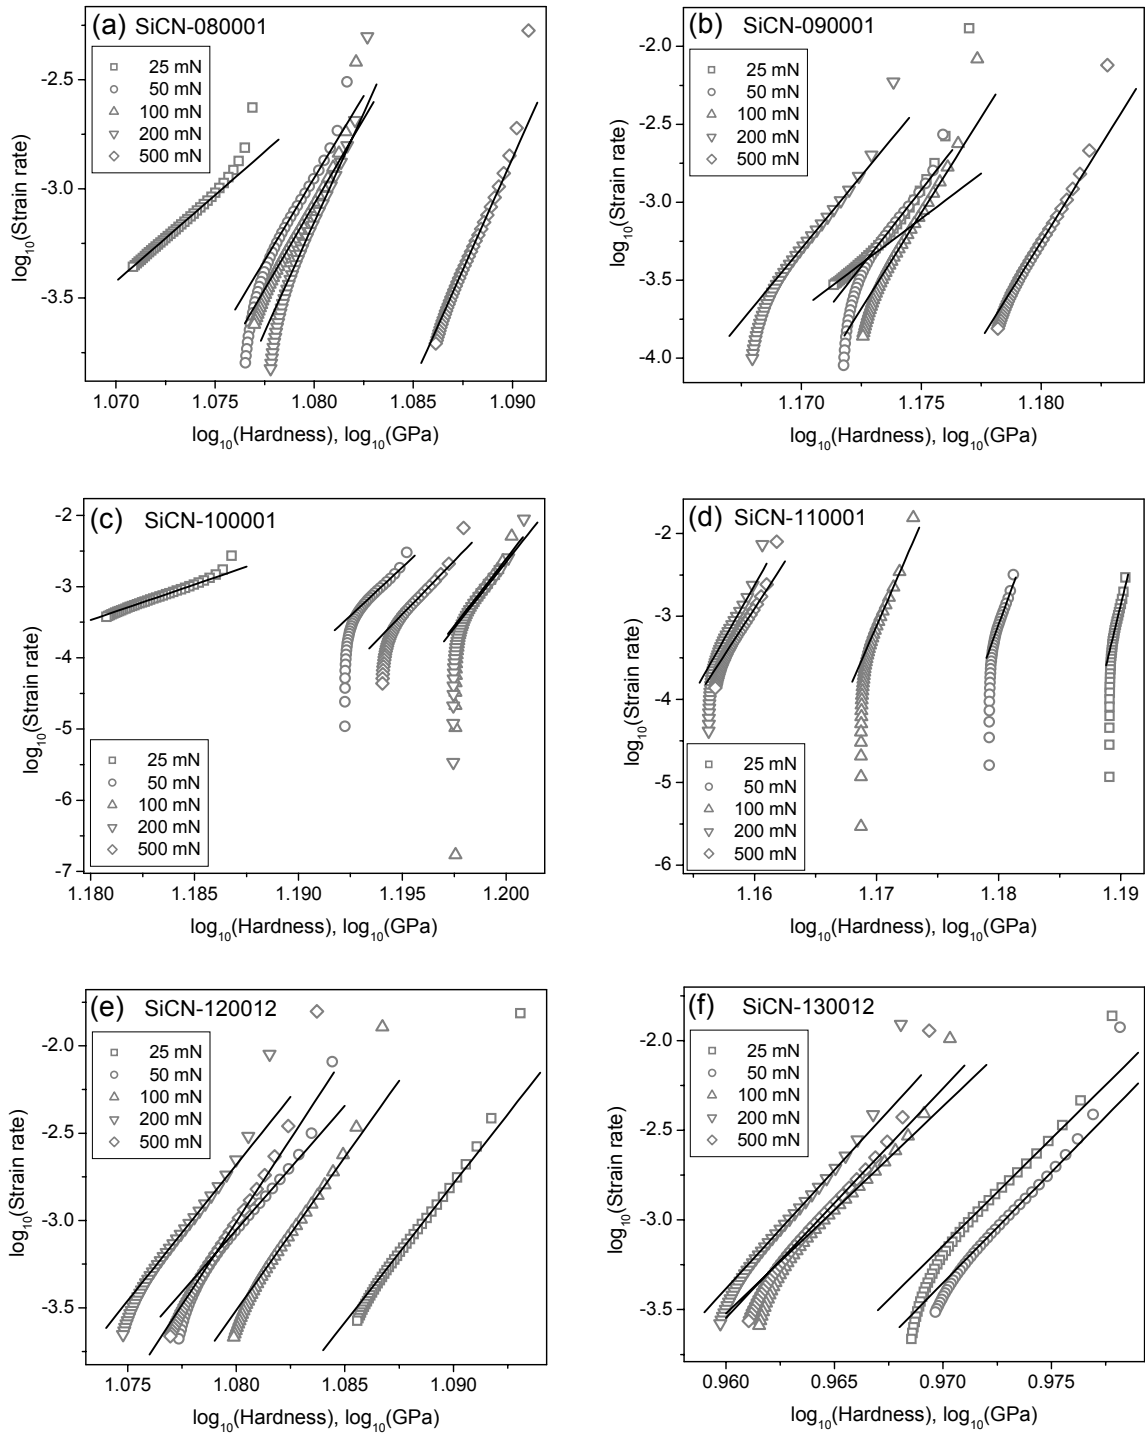 (a) SiCN-080001
25 mN
50 mN
100 mN
200 mN
500 mN
-2.5
-3.0
-3.5
1.070
1.075
1.080
1.085
1.090
log10(Strain rate)
log10(Hardness), log10(GPa)
(b) SiCN-090001
25 mN
50 mN
100 mN
200 mN
500 mN
-2.0
-2.5
-3.0
-3.5
-4.0
1.170
1.175
1.180
log10(Strain rate)
log10(Hardness), log10(GPa)
(c) SiCN-100001
-2
-3
-4
-5
-6
-7
25 mN
50 mN
100 mN
200 mN
500 mN
1.180
1.185
1.190
1.195
1.200
log10(Strain rate)
log10(Hardness), log10(GPa)
(d) SiCN-110001
-2
-3
-4
-5
-6
25 mN
50 mN
100 mN
200 mN
500 mN
1.16
1.17
1.18
1.19
log10(Strain rate)
log10(Hardness), log10(GPa)
(e) SiCN-120012
25 mN
50 mN
100 mN
200 mN
500 mN
-2.0
-2.5
-3.0
-3.5
1.075
1.080
1.085
1.090
log10(Strain rate)
log10(Hardness), log10(GPa)
(f) SiCN-130012
25 mN
50 mN
100 mN
200 mN
500 mN
-2.0
-2.5
-3.0
-3.5
0.960
0.965
0.970
0.975
log10(Strain rate)
log10(Hardness), log10(GPa)